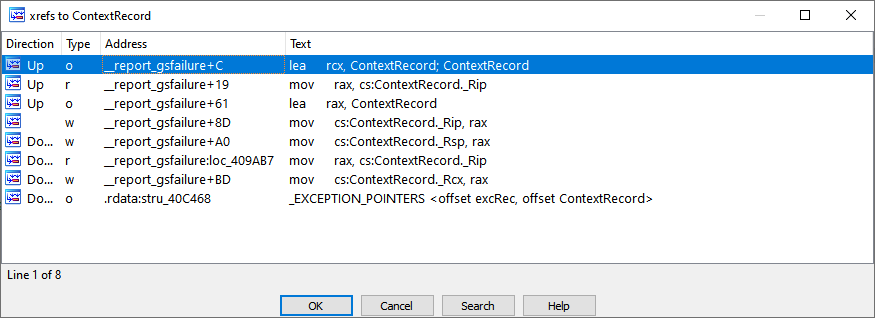 xrefs to ContextRecord
Direction Type Address Text
Up o __report_gsfailure+C lea rcx, ContextRecord; ContextRecord
Up r __report_gsfailure+19 mov rax, cs:ContextRecord._Rip
Up o __report_gsfailure+61 lea rax, ContextRecord
w __report_gsfailure+8D mov cs:ContextRecord._Rip, rax
Do... w __report_gsfailure+A0 mov cs:ContextRecord._Rsp, rax
Do... r __report_gsfailure:loc_409AB7 mov rax, cs:ContextRecord._Rip
Do... w __report_gsfailure+BD mov cs:ContextRecord._Rcx, rax
Do... o .rdata:stru_40C468 _EXCEPTION_POINTERS <offset excRec, offset ContextRecord>
Line 1 of 8
OK Cancel Search Help